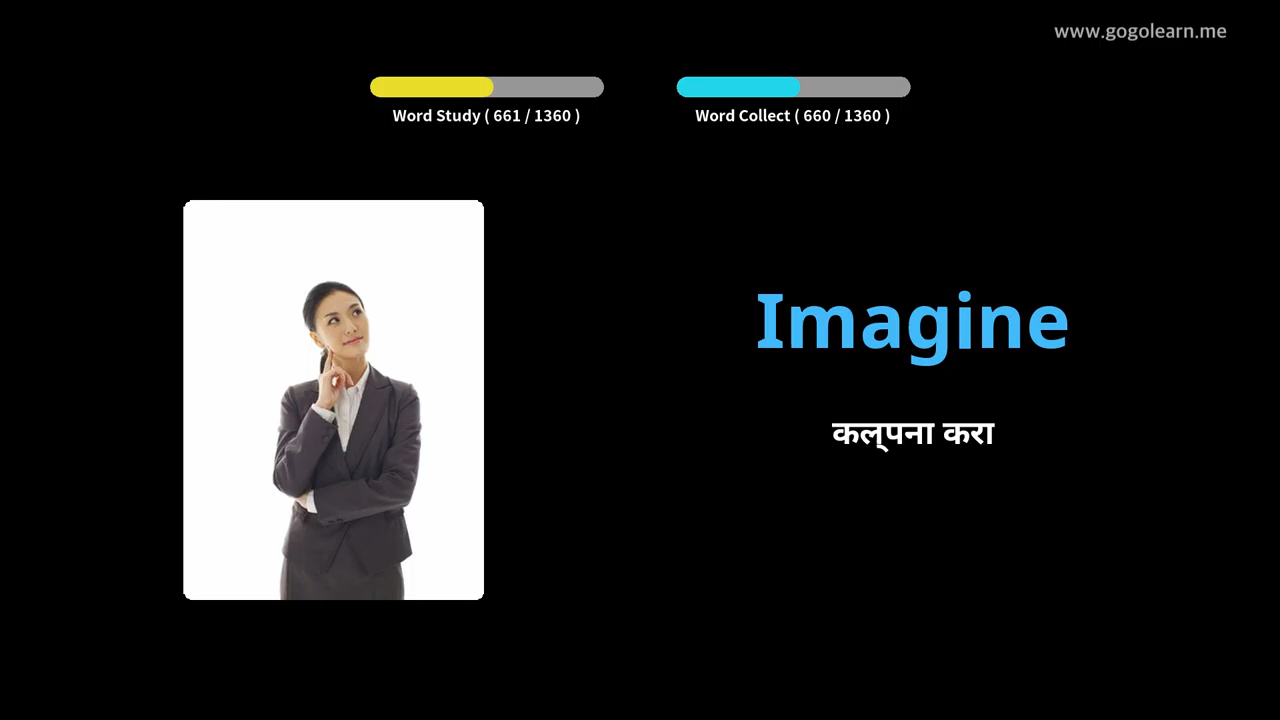 www.gogolearn.me
Word Study ( 661 / 1360 )
Word Collect ( 660 / 1360 )
Imagine
कल्‌पना करा